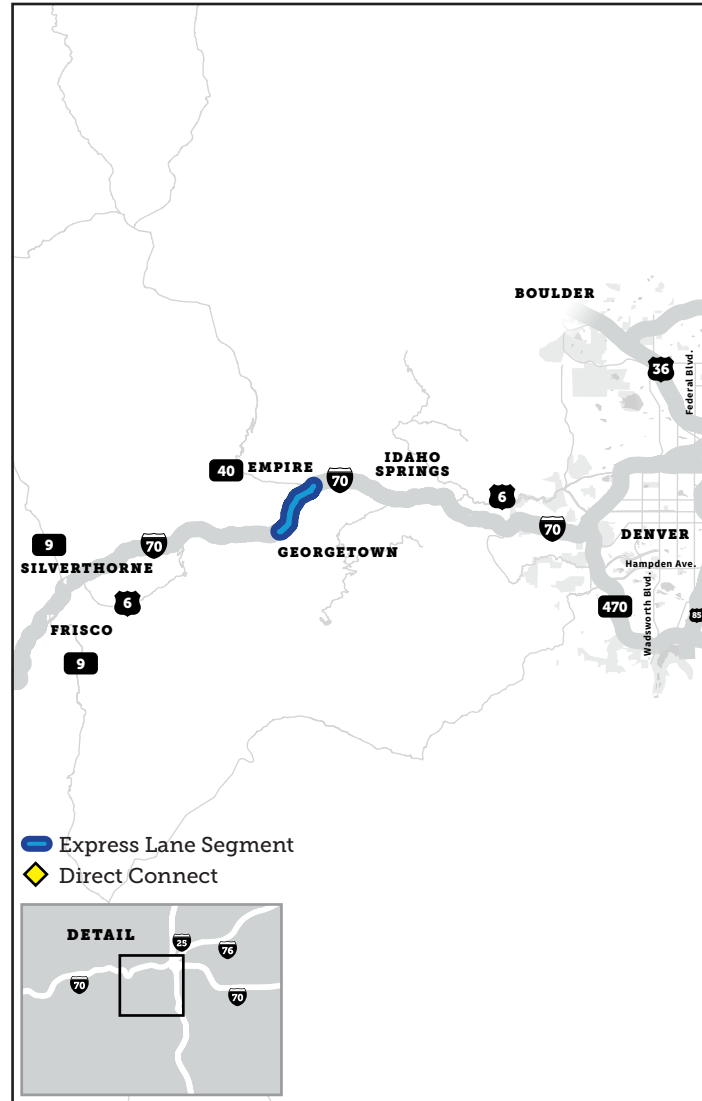 BOULDER
36
Federal Blvd.
IDAHO
SPRINGS
40
EMPIRE
70
6
9
70
GEORGETOWN
70
DENVER
SILVERTHORNE
Hampden Ave.
6
470
Wadsworth Blvd.
85
FRISCO
9
Express Lane Segment
Direct Connect
DETAIL
25
76
70
70